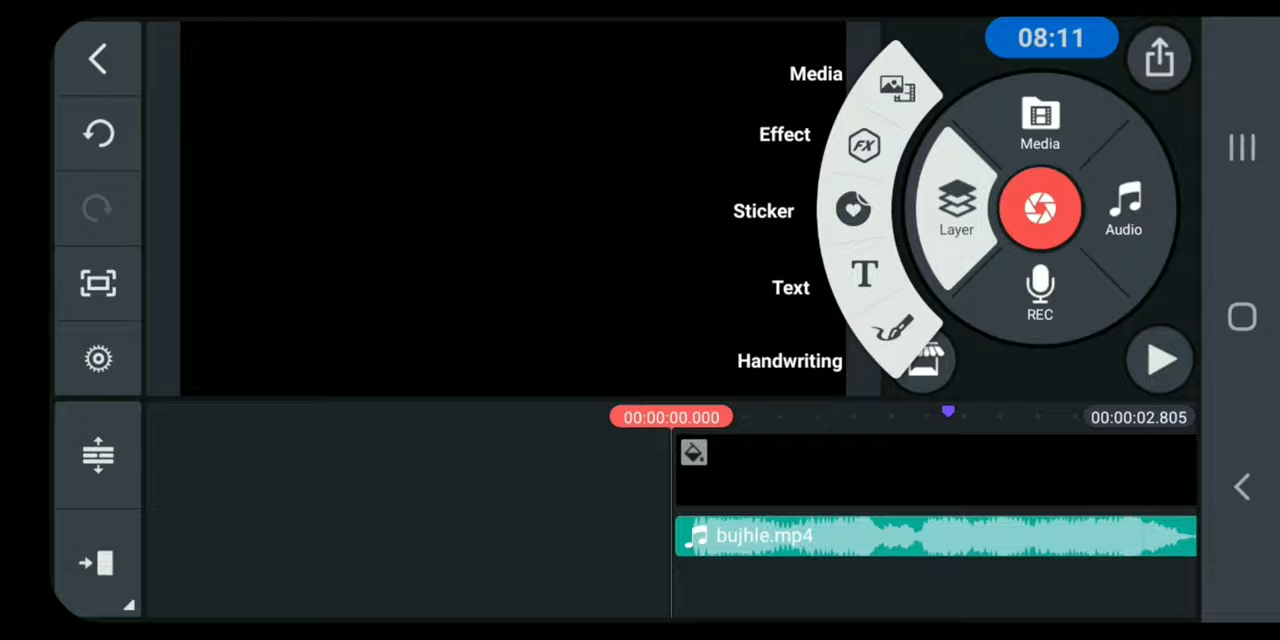 08:11
Media
Effect
Sticker
Text
Handwriting
FX
T
Media
Layer
Audio
REC
00:00:00.000
00:00:02.805
bujhle.mp4